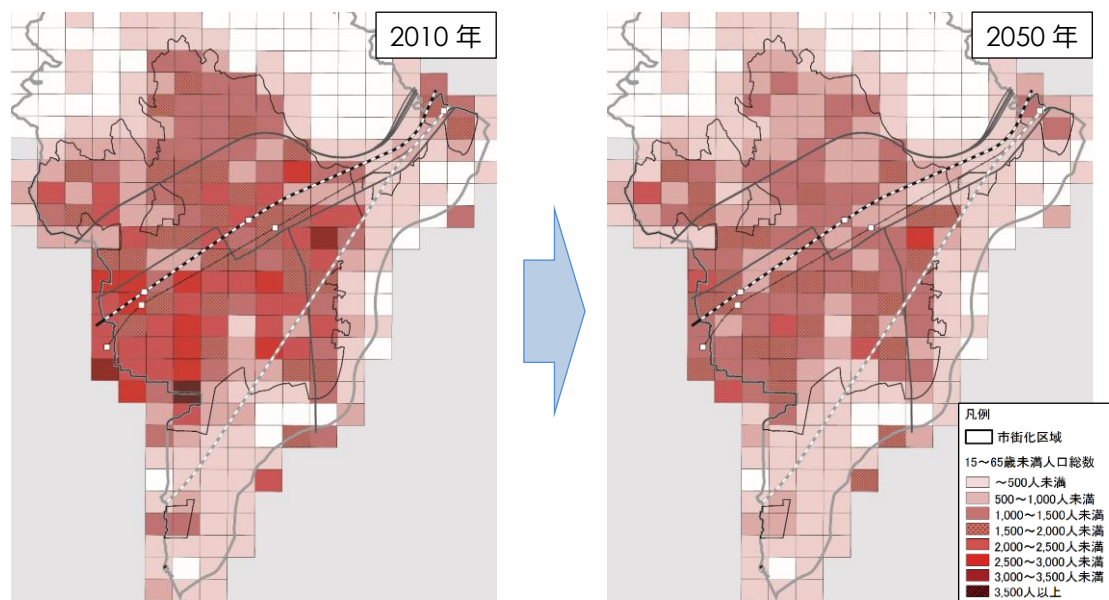 2010 年
2050 年
凡例
市街化区域
15～65歳未満人口総数
～500人未満
500～1,000人未満
1,000～1,500人未満
1,500～2,000人未満
2,000～2,500人未満
2,500～3,000人未満
3,000～3,500人未満
3,500人以上